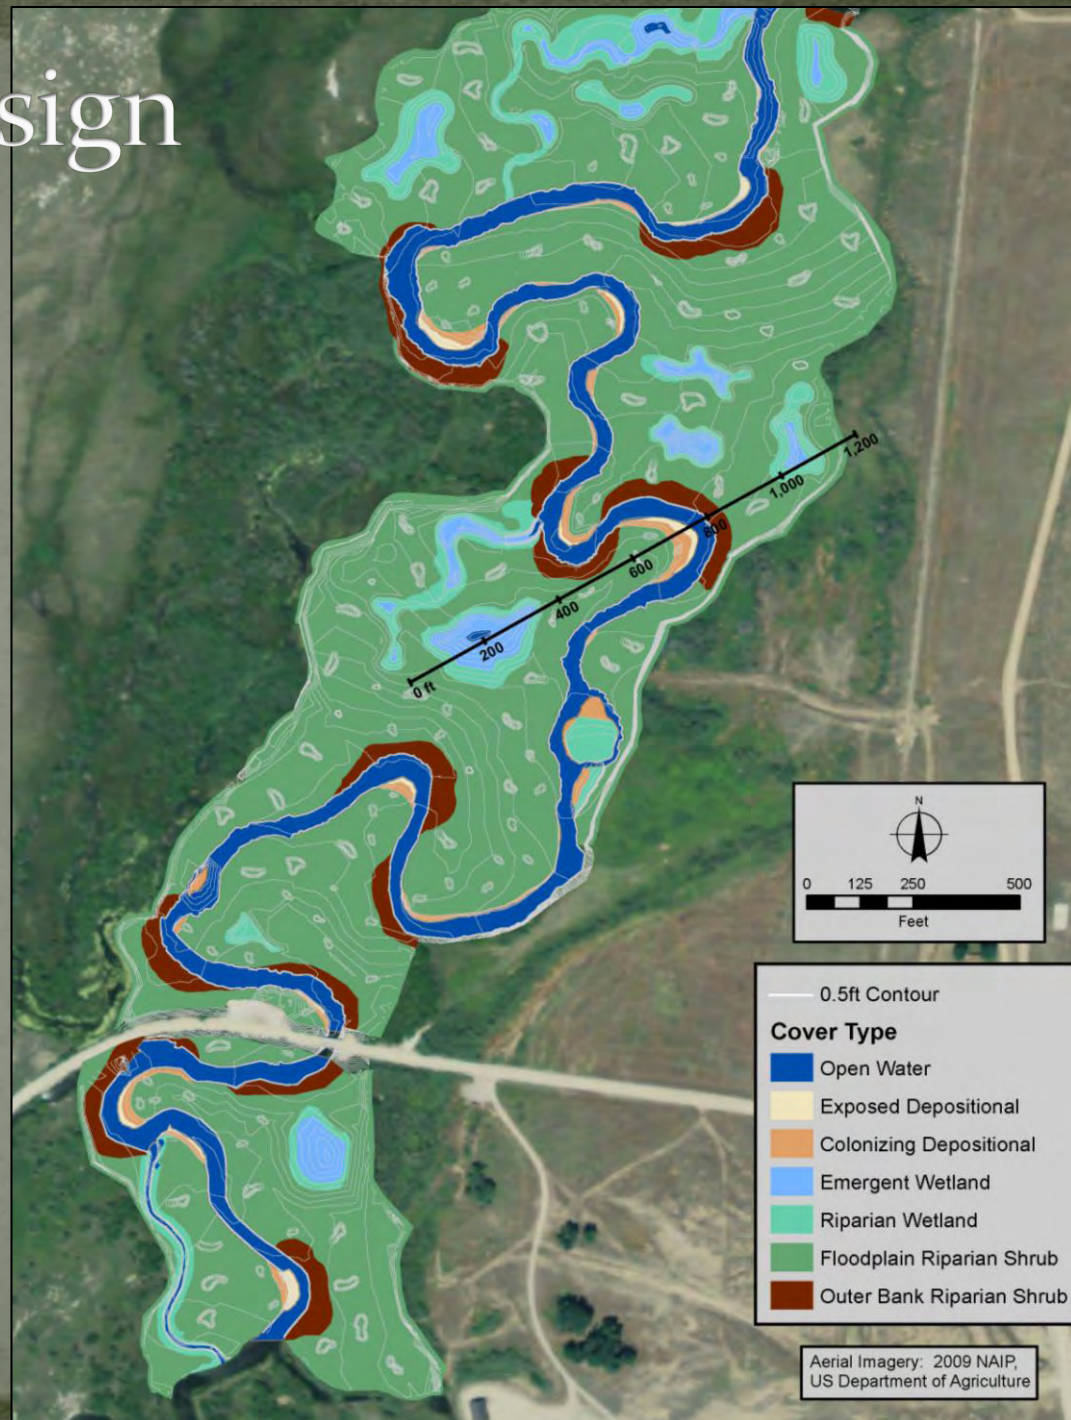 sign
1,200
1,000
800
600
400
200
0 ft
N
0 125 250 500
Feet
0.5ft Contour
Cover Type
Open Water
Exposed Depositional
Colonizing Depositional
Emergent Wetland
Riparian Wetland
Floodplain Riparian Shrub
Outer Bank Riparian Shrub
Aerial Imagery: 2009 NAIP,
US Department of Agriculture